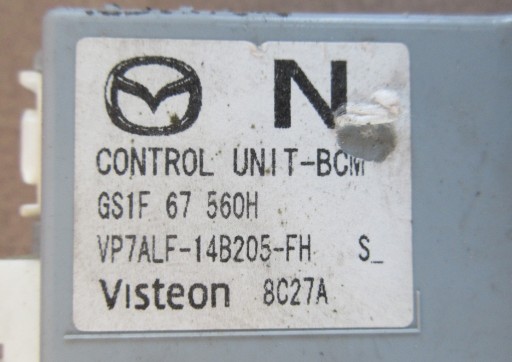 N
CONTROL UNIT-BCM
GS1F 67 560H
VP7ALF-14B205-FH S_
Visteon 8C27A